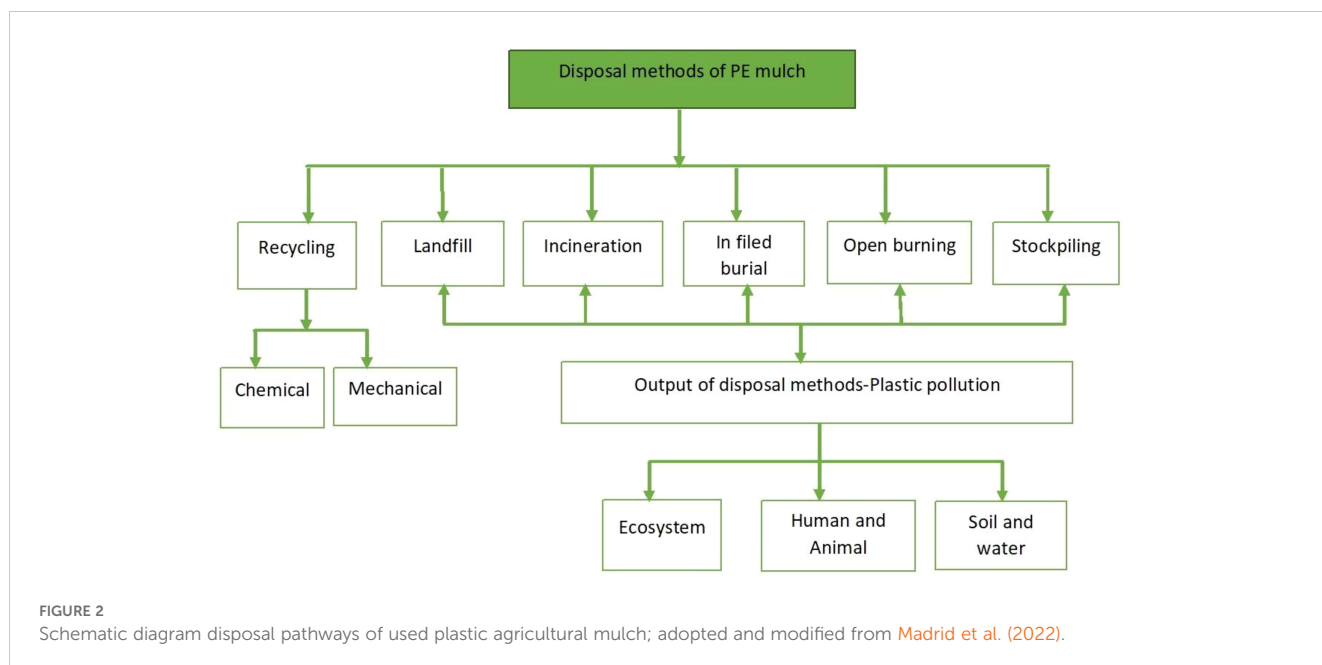 Disposal methods of PE mulch
Recycling
Landfill
Incineration
In filed
burial
Open burning
Stockpiling
Chemical
Mechanical
Output of disposal methods-Plastic pollution
Ecosystem
Human and
Animal
Soil and
water
FIGURE 2
Schematic diagram disposal pathways of used plastic agricultural mulch; adopted and modified from Madrid et al. (2022).